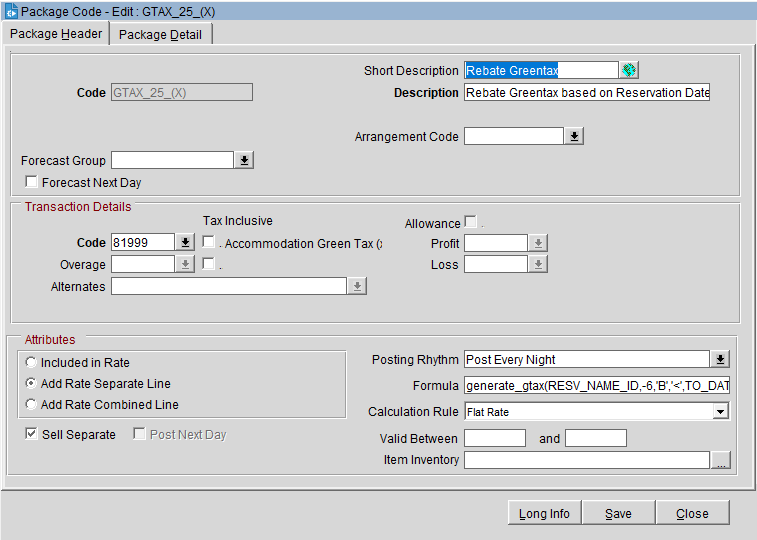 Package Code - Edit : GTAX_25_(X)
Package Header Package Detail
Short Description Rebate Greentax
Code GTAX_25_(X) Description Rebate Greentax based on Reservation Date
Arrangement Code
Forecast Group
Forecast Next Day
Transaction Details
Tax Inclusive Allowance .
Code 81999 . Accommodation Green Tax (x Profit
Overage . Loss
Alternates
Attributes
Included in Rate Posting Rhythm Post Every Night
Add Rate Separate Line Formula generate_gtax(RESV_NAME_ID,-6,'B','<',TO_DAT
Add Rate Combined Line Calculation Rule Flat Rate
Sell Separate Post Next Day Valid Between and
Item Inventory ...
Long Info Save Close